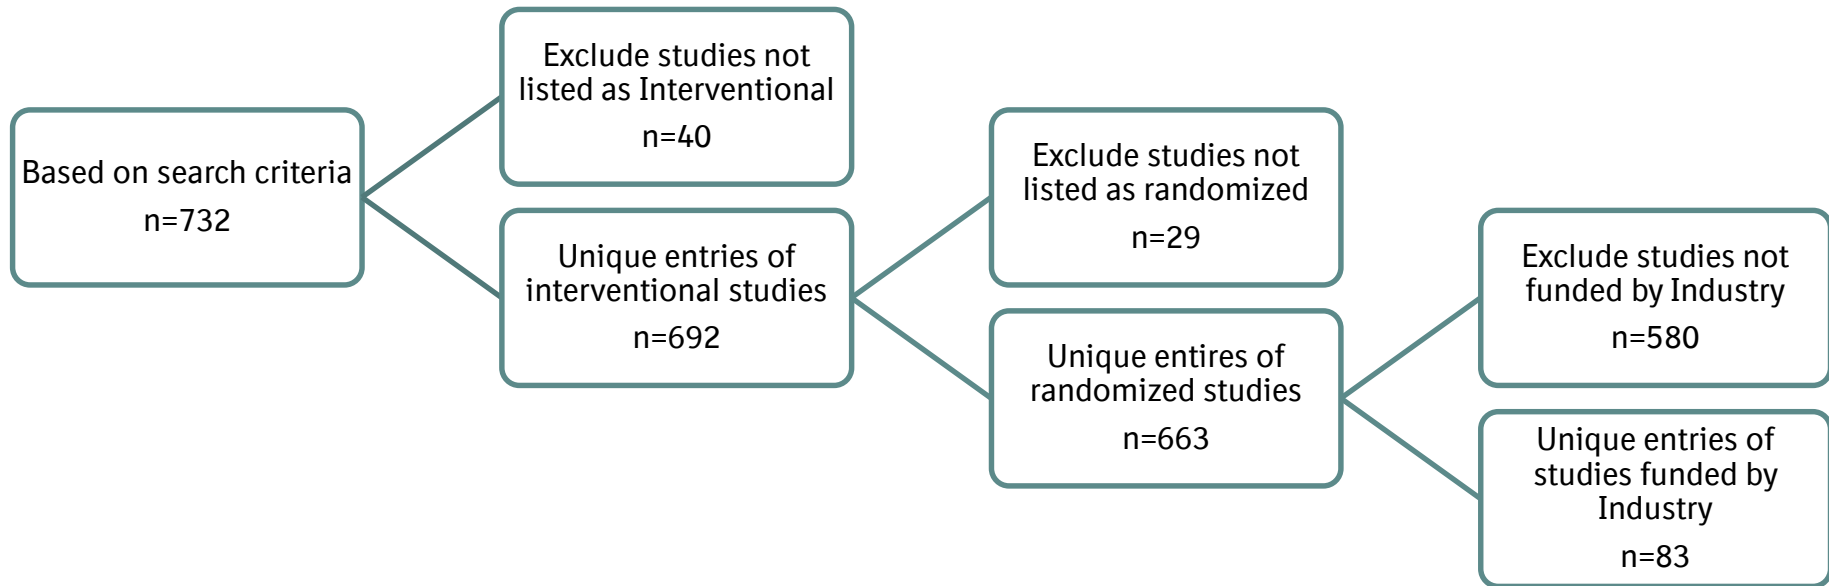 Based on search criteria
n=732
Exclude studies not
listed as Interventional
n=40
Unique entries of
interventional studies
n=692
Exclude studies not
listed as randomized
n=29
Unique entires of
randomized studies
n=663
Exclude studies not
funded by Industry
n=580
Unique entries of
studies funded by
Industry
n=83